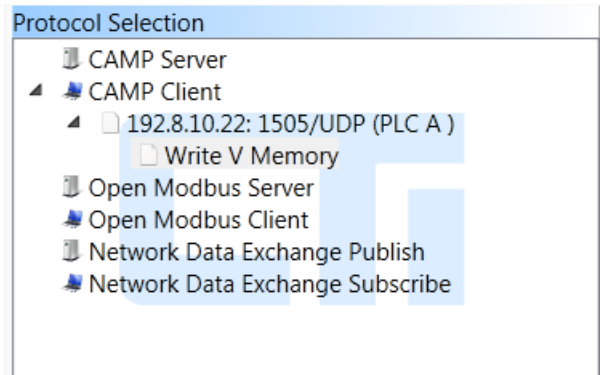 Protocol Selection
CAMP Server
CAMP Client
192.8.10.22: 1505/UDP (PLC A )
Write V Memory
Open Modbus Server
Open Modbus Client
Network Data Exchange Publish
Network Data Exchange Subscribe